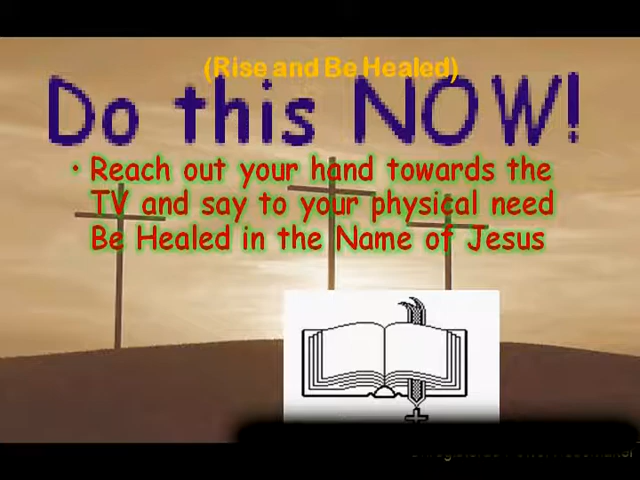 (Rise and Be Healed)
Do this NOW!
• Reach out your hand towards the
TV and say to your physical need
Be Healed in the Name of Jesus